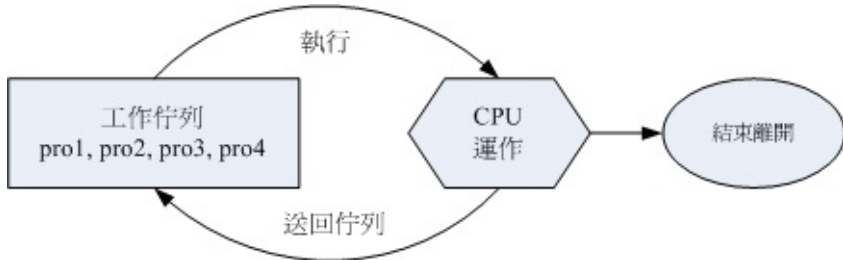 執行
工作佇列
pro1, pro2, pro3, pro4
CPU
運作
結束離開
送回佇列